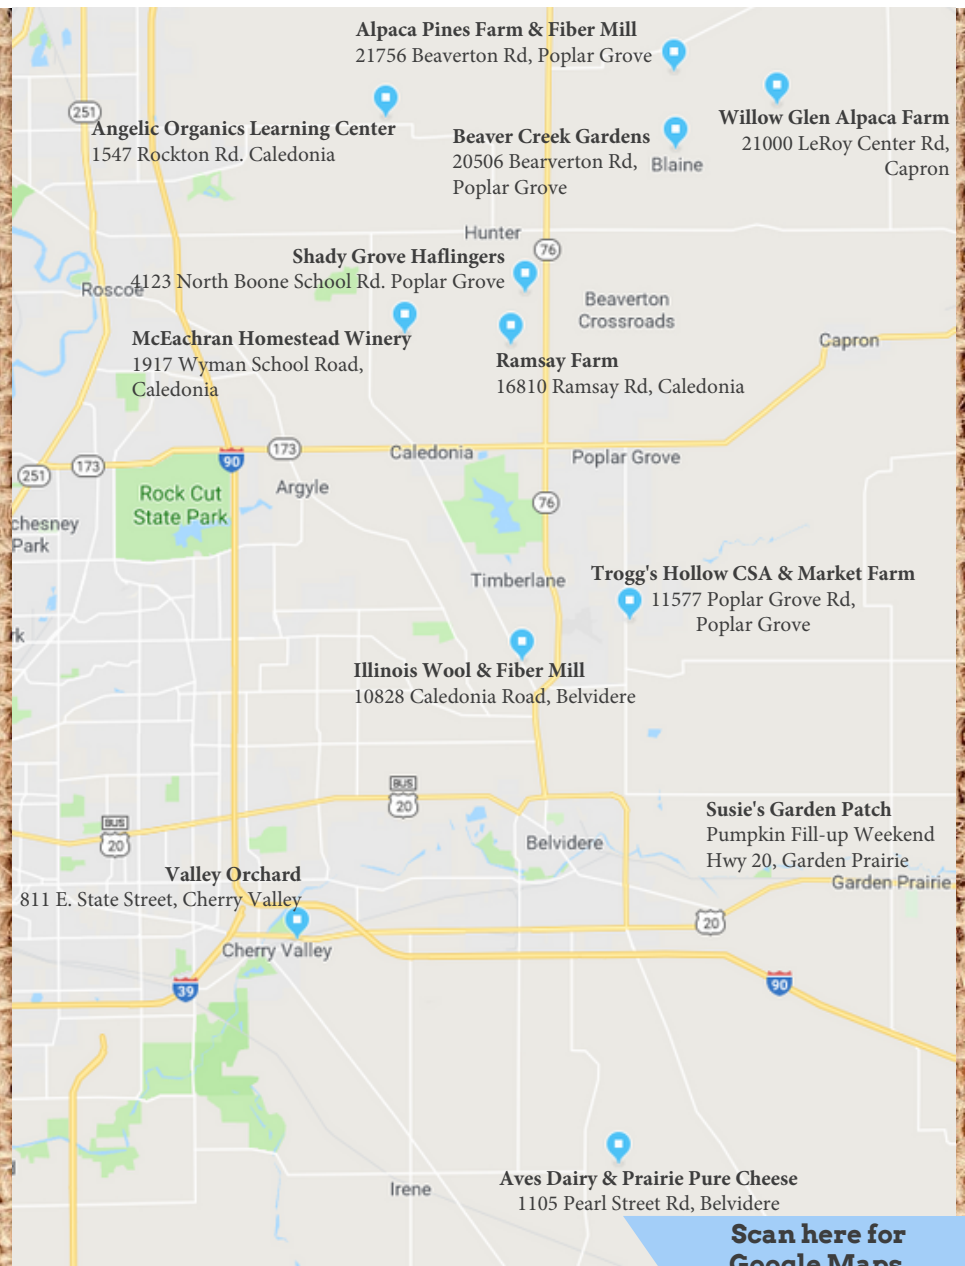 Alpaca Pines Farm & Fiber Mill
21756 Beaverton Rd, Poplar Grove
251
Angelic Organics Learning Center
1547 Rockton Rd. Caledonia
Willow Glen Alpaca Farm
21000 LeRoy Center Rd,
Capron
Beaver Creek Gardens
20506 Bearverton Rd,
Poplar Grove
Blaine
Hunter
76
Shady Grove Haflingers
4123 North Boone School Rd. Poplar Grove
Roscoe
Beaverton
Crossroads
McEachran Homestead Winery
1917 Wyman School Road,
Caledonia
Ramsay Farm
16810 Ramsay Rd, Caledonia
Capron
173
90
Caledonia
Poplar Grove
251
173
Rock Cut
State Park
Argyle
76
chesney
Park
Timberlane
Trogg's Hollow CSA & Market Farm
11577 Poplar Grove Rd,
Poplar Grove
rk
Illinois Wool & Fiber Mill
10828 Caledonia Road, Belvidere
BUS
20
BUS
20
Belvidere
Susie's Garden Patch
Pumpkin Fill-up Weekend
Hwy 20, Garden Prairie
Garden Prairie
Valley Orchard
811 E. State Street, Cherry Valley
20
Cherry Valley
39
90
Aves Dairy & Prairie Pure Cheese
1105 Pearl Street Rd, Belvidere
Irene
Scan here for
Google Maps